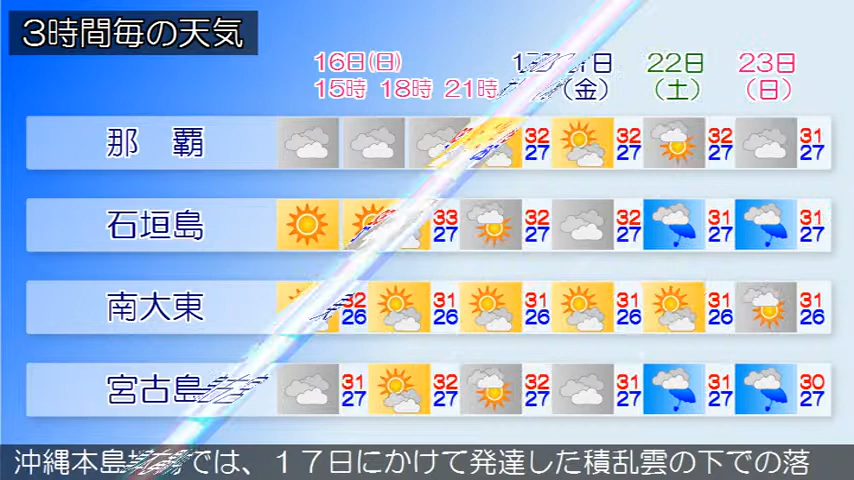 3時間毎の天気
16日(日)
15時 18時 21時
日 22日 23日
(金) (土) (日)
那覇 32 27 32 27 32 27 31 27
石垣島 33 27 32 27 32 27 31 27 31 27
南大東 32 26 31 26 31 26 31 26 31 26 31 26
宮古島 31 27 32 27 32 27 31 27 31 27 30 27
沖縄本島 では、17日にかけて発達した積乱雲の下での落